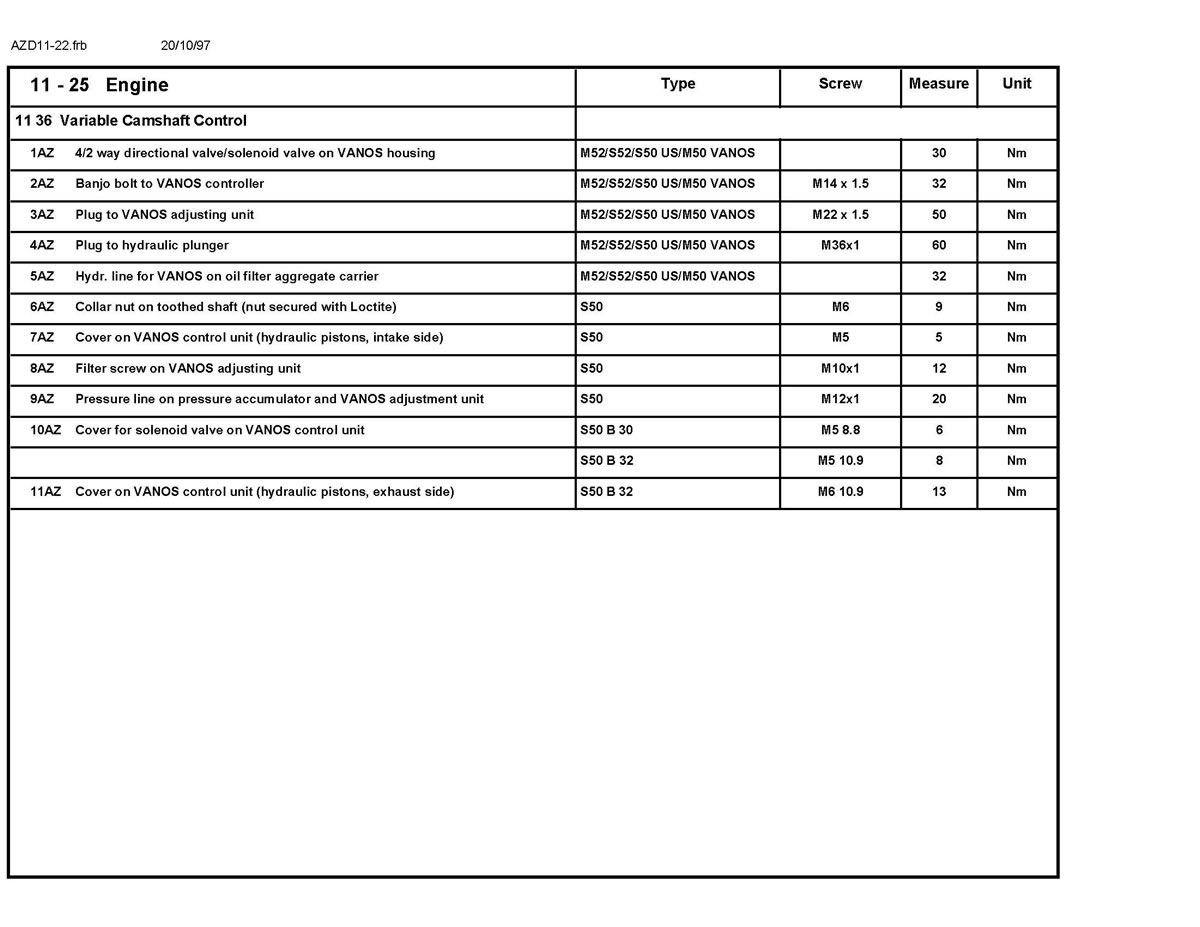 AZD11-22.frb 20/10/97
11 - 25 Engine Type Screw Measure Unit
11 36 Variable Camshaft Control
1AZ 4/2 way directional valve/solenoid valve on VANOS housing M52/S52/S50 US/M50 VANOS 30 Nm
2AZ Banjo bolt to VANOS controller M52/S52/S50 US/M50 VANOS M14 x 1.5 32 Nm
3AZ Plug to VANOS adjusting unit M52/S52/S50 US/M50 VANOS M22 x 1.5 50 Nm
4AZ Plug to hydraulic plunger M52/S52/S50 US/M50 VANOS M36x1 60 Nm
5AZ Hydr. line for VANOS on oil filter aggregate carrier M52/S52/S50 US/M50 VANOS 32 Nm
6AZ Collar nut on toothed shaft (nut secured with Loctite) S50 M6 9 Nm
7AZ Cover on VANOS control unit (hydraulic pistons, intake side) S50 M5 5 Nm
8AZ Filter screw on VANOS adjusting unit S50 M10x1 12 Nm
9AZ Pressure line on pressure accumulator and VANOS adjustment unit S50 M12x1 20 Nm
10AZ Cover for solenoid valve on VANOS control unit S50 B 30 M5 8.8 6 Nm
S50 B 32 M5 10.9 8 Nm
11AZ Cover on VANOS control unit (hydraulic pistons, exhaust side) S50 B 32 M6 10.9 13 Nm